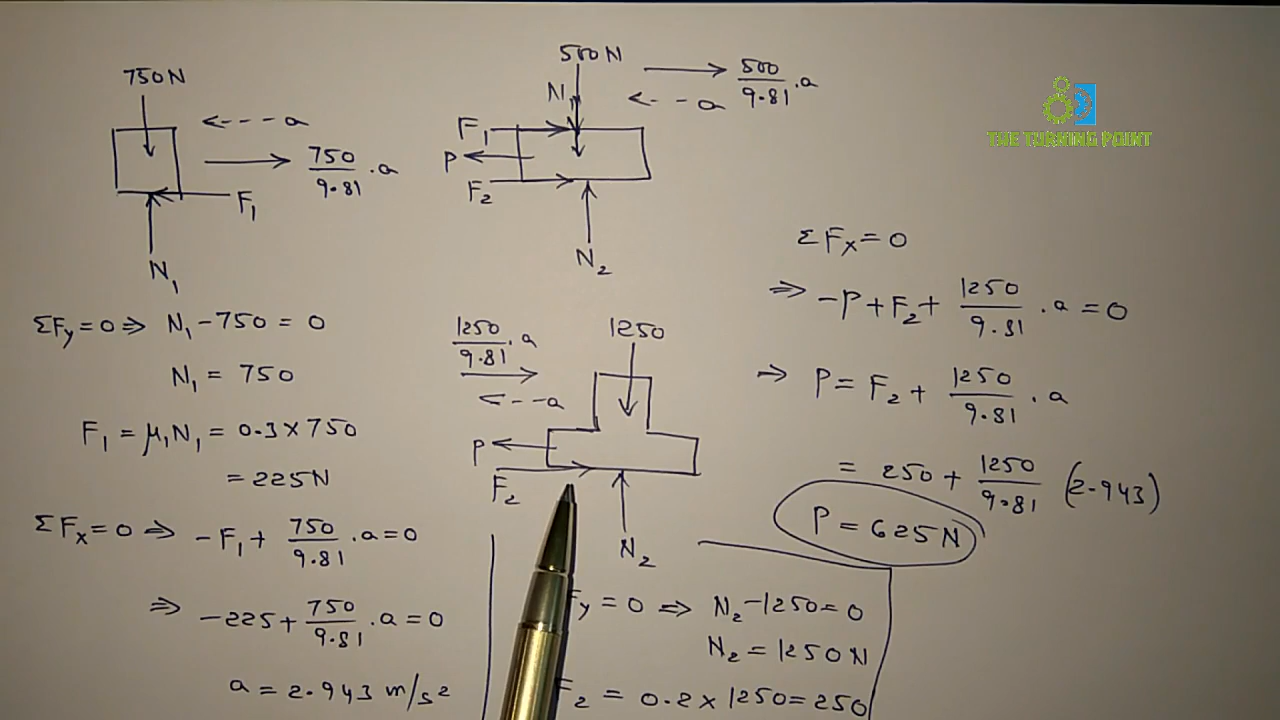 750N
a
750/9.81 .a
F₁
N₁
500N
500/9.81 .a
N₁
a
F₁
P
F₂
N₂
THE TURNING POINT
ΣFy=0 ⇒ N₁-750=0
N₁ = 750
F₁ = μ₁N₁ = 0.3×750
= 225N
ΣFx=0 ⇒ -F₁+ 750/9.81 .a=0
⇒ -225+ 750/9.81 .a=0
a = 2.943 m/s²
1250/9.81 .a
a
1250
P
F₂
N₂
Fy=0 ⇒ N₂-1250=0
N₂ = 1250N
F₂ = 0.2×1250=250
ΣFx=0
⇒ -P+F₂+ 1250/9.81 .a=0
⇒ P=F₂+ 1250/9.81 .a
= 250+ 1250/9.81 (2.943)
P=625N